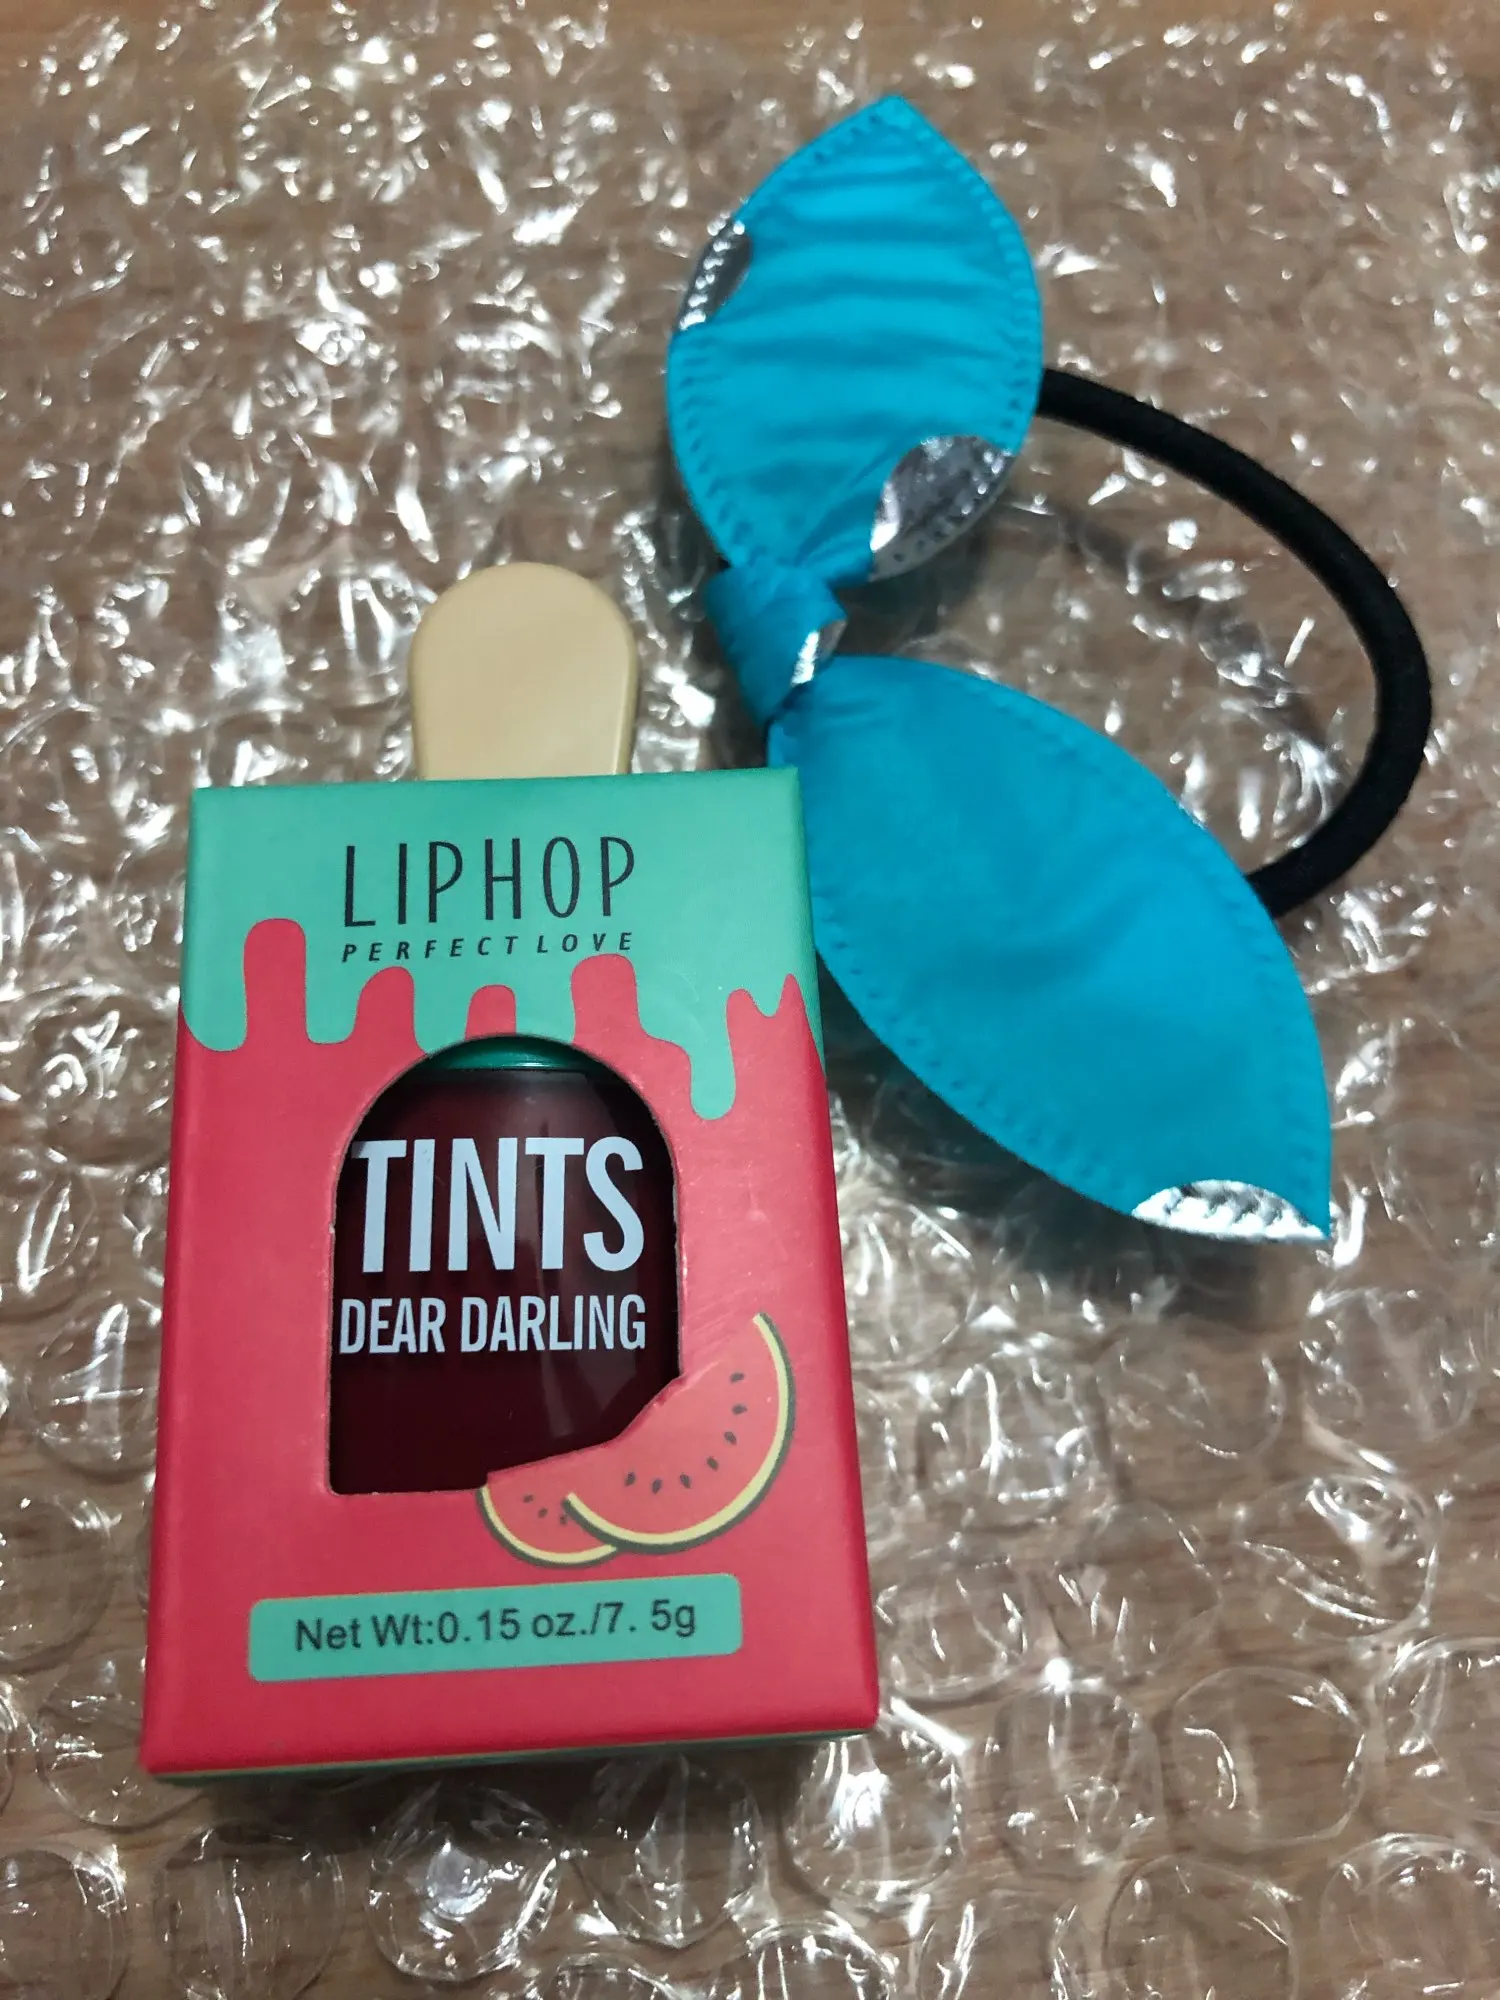 LIPHOP
PERFECT LOVE
TINTS
DEAR DARLING
Net Wt:0.15 oz./7. 5g